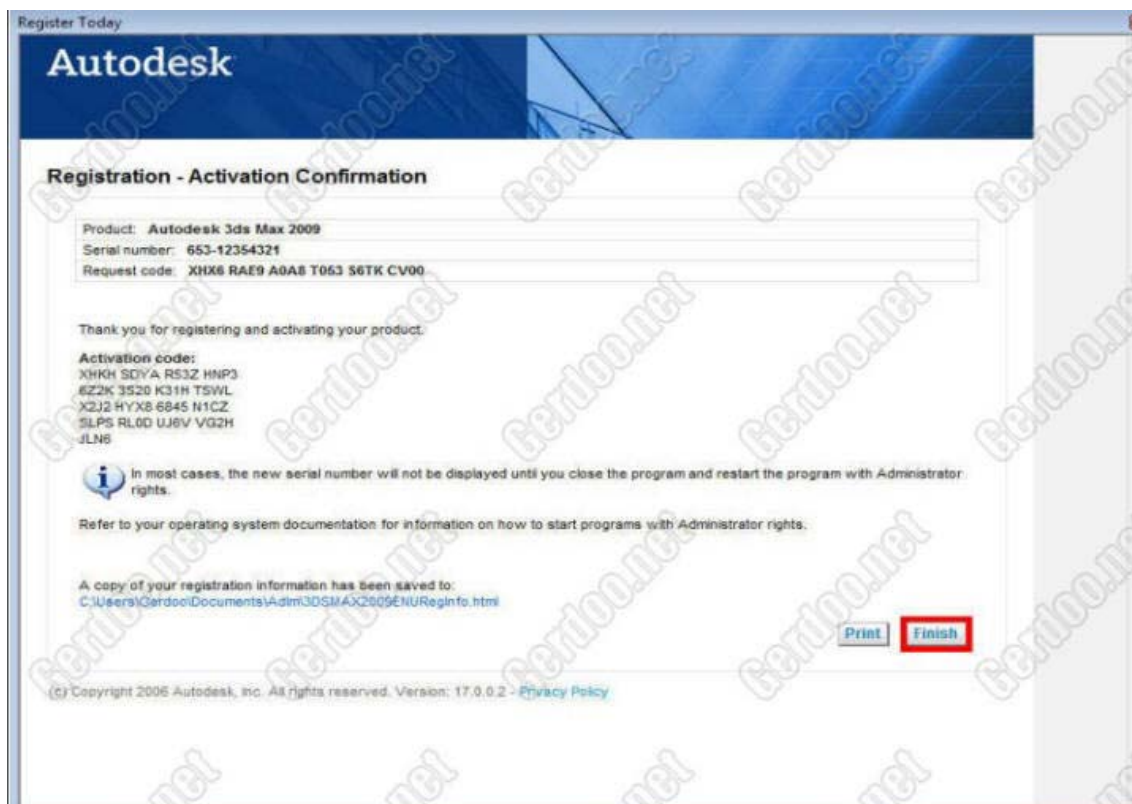 Register Today
Autodesk
Registration - Activation Confirmation
Product: Autodesk 3ds Max 2009
Serial number: 653-12354321
Request code: XHX6 RAE9 A0A8 T053 S6TK CV00
Thank you for registering and activating your product.
Activation code:
XHKH SDYA RS3Z HNP3
6Z2K 3S20 K31H TSWL
X2J2 HYX8 6845 N1CZ
SLPS RL0D UJ6V VG2H
JLN6
In most cases, the new serial number will not be displayed until you close the program and restart the program with Administrator
rights.
Refer to your operating system documentation for information on how to start programs with Administrator rights.
A copy of your registration information has been saved to:
C:\Users\Gerdoo\Documents\Adlm\3DSMAX2009ENURegInfo.html
Print Finish
(c) Copyright 2006 Autodesk, Inc. All rights reserved. Version: 17.0.0.2 - Privacy Policy
Gerdoo.net